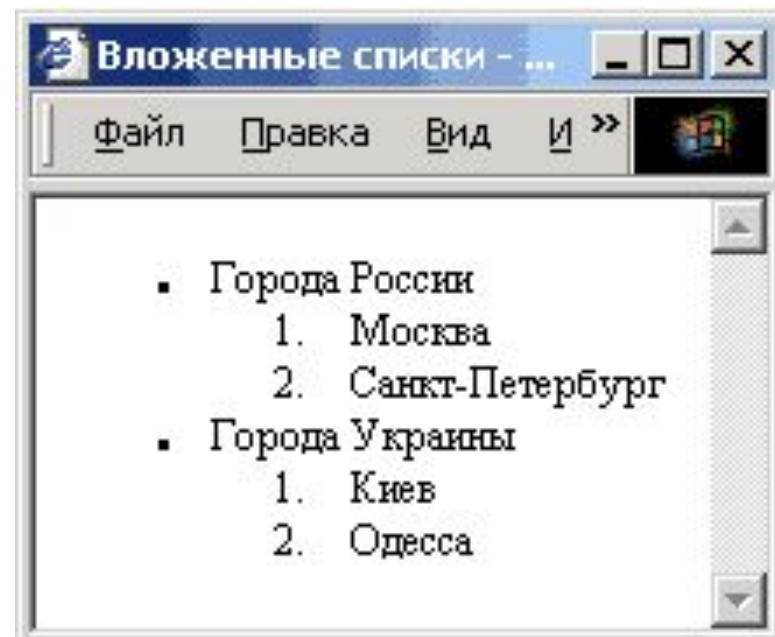 Вложенные списки - ...
Файл Правка Вид И »
▪ Города России
1. Москва
2. Санкт-Петербург
▪ Города Украины
1. Киев
2. Одесса